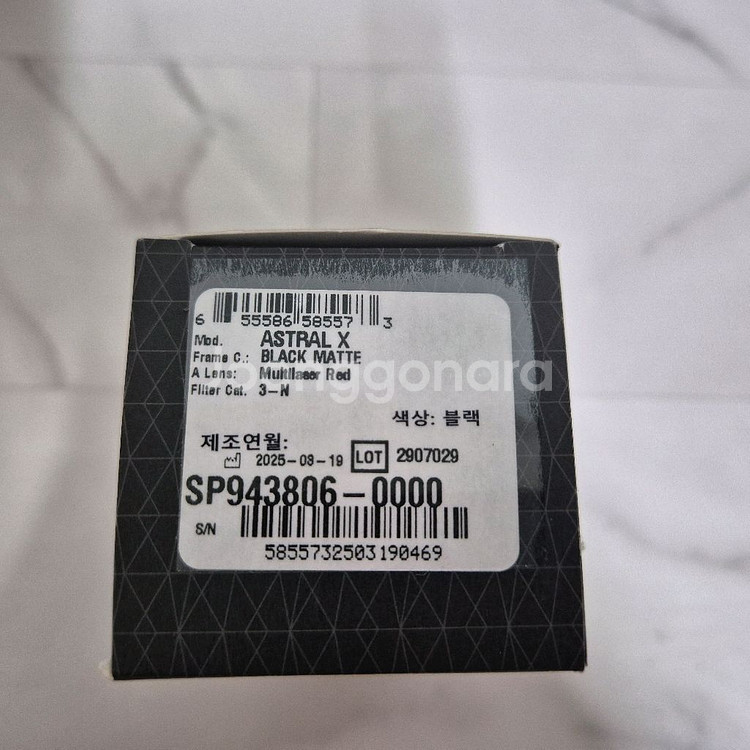 6 55586 58557 3
Mod. ASTRAL X
Frame C.: BLACK MATTE
A Lens: Multilaser Red
Filter Cat. 3-N
joonggonara
색상: 블랙
제조연월:
2025-03-19 LOT 2907029
SP943806-0000
S/N
5855732503190469